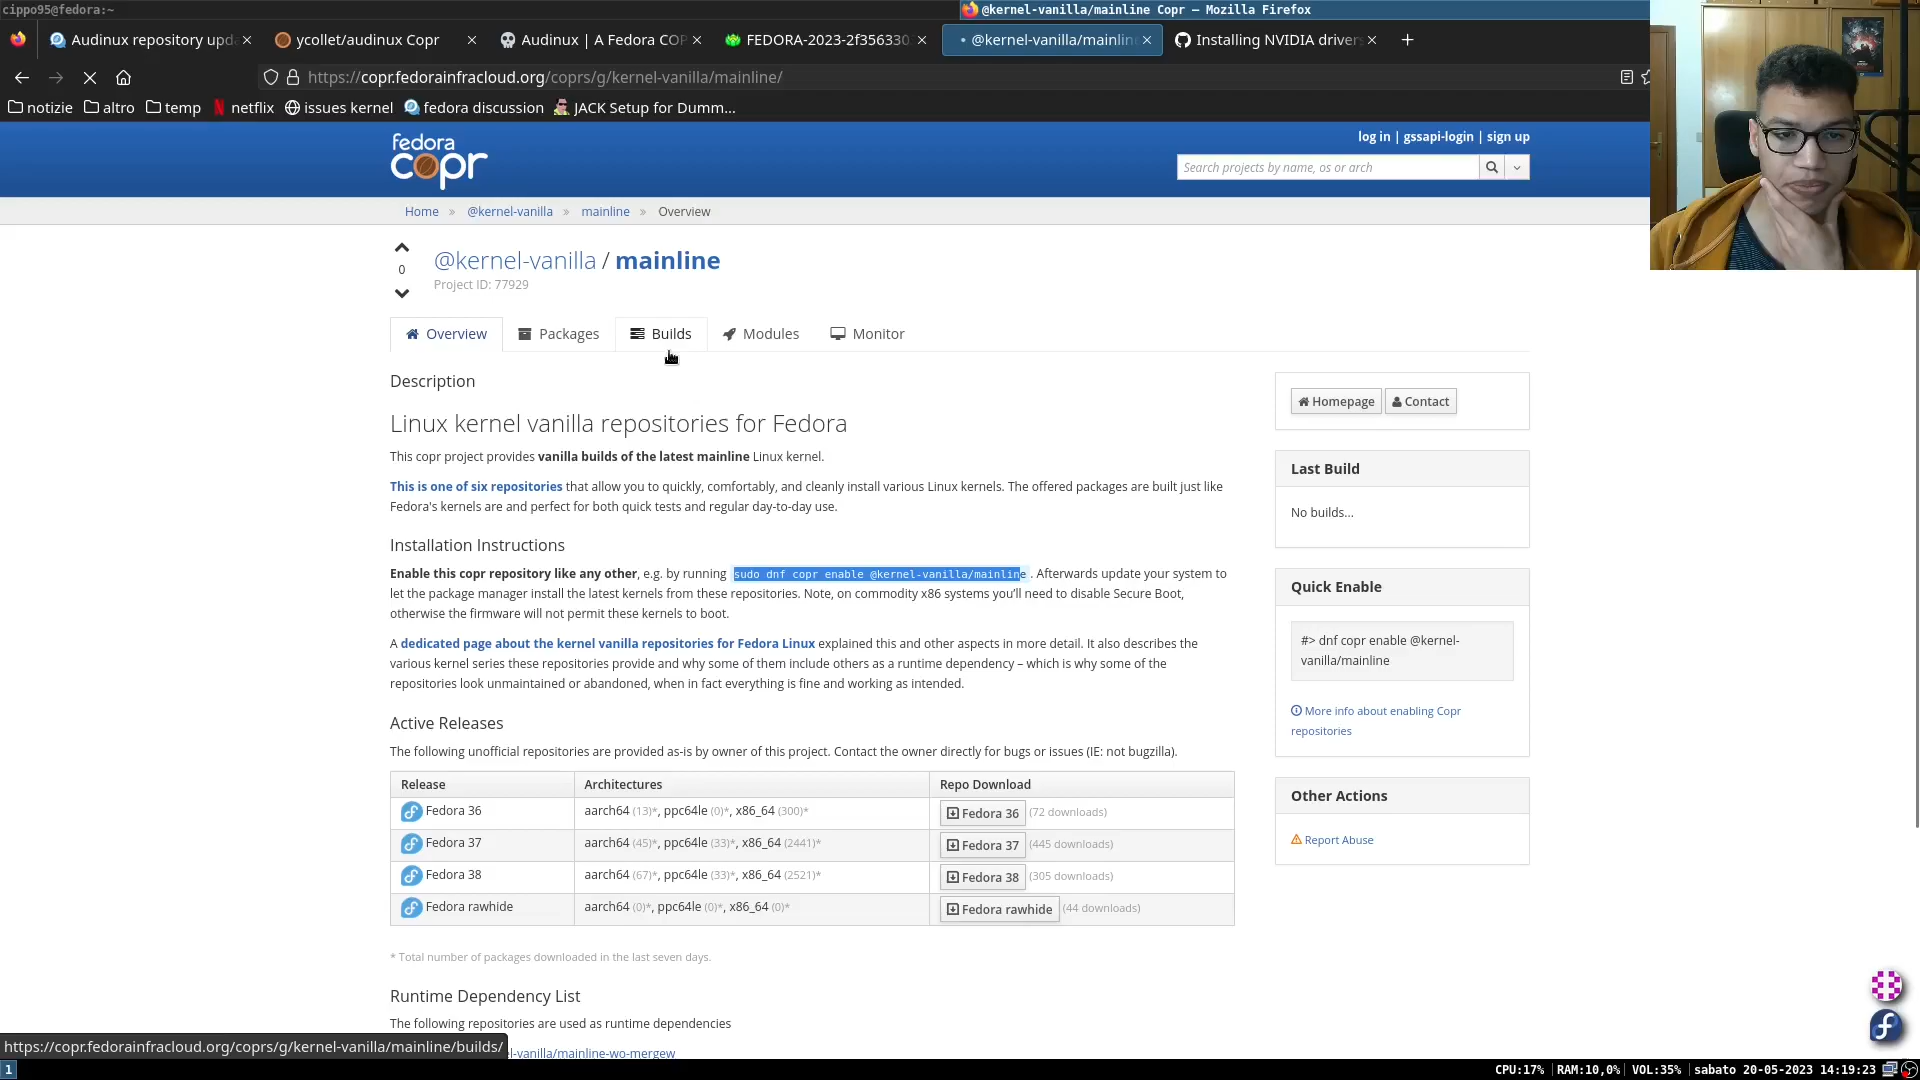 cippo95@fedora:~
@kernel-vanilla/mainline Copr — Mozilla Firefox
Audinux repository upda
ycollet/audinux Copr
Audinux | A Fedora COP
FEDORA-2023-2f356330
@kernel-vanilla/mainlin
Installing NVIDIA driver
https://copr.fedorainfracloud.org/coprs/g/kernel-vanilla/mainline/
notizie altro temp netflix issues kernel fedora discussion JACK Setup for Dumm...
log in | gssapi-login | sign up
fedora
copr
Search projects by name, os or arch
Home » @kernel-vanilla » mainline » Overview
0
@kernel-vanilla / mainline
Project ID: 77929
Overview Packages Builds Modules Monitor
Description
Linux kernel vanilla repositories for Fedora
This copr project provides vanilla builds of the latest mainline Linux kernel.
This is one of six repositories that allow you to quickly, comfortably, and cleanly install various Linux kernels. The offered packages are built just like
Fedora's kernels are and perfect for both quick tests and regular day-to-day use.
Installation Instructions
Enable this copr repository like any other, e.g. by running sudo dnf copr enable @kernel-vanilla/mainline . Afterwards update your system to
let the package manager install the latest kernels from these repositories. Note, on commodity x86 systems you’ll need to disable Secure Boot,
otherwise the firmware will not permit these kernels to boot.
A dedicated page about the kernel vanilla repositories for Fedora Linux explained this and other aspects in more detail. It also describes the
various kernel series these repositories provide and why some of them include others as a runtime dependency – which is why some of the
repositories look unmaintained or abandoned, when in fact everything is fine and working as intended.
Active Releases
The following unofficial repositories are provided as-is by owner of this project. Contact the owner directly for bugs or issues (IE: not bugzilla).
Release Architectures Repo Download
Fedora 36 aarch64 (13)*, ppc64le (0)*, x86_64 (300)* Fedora 36 (72 downloads)
Fedora 37 aarch64 (45)*, ppc64le (33)*, x86_64 (2441)* Fedora 37 (445 downloads)
Fedora 38 aarch64 (67)*, ppc64le (33)*, x86_64 (2521)* Fedora 38 (305 downloads)
Fedora rawhide aarch64 (0)*, ppc64le (0)*, x86_64 (0)* Fedora rawhide (44 downloads)
* Total number of packages downloaded in the last seven days.
Runtime Dependency List
The following repositories are used as runtime dependencies
l-vanilla/mainline-wo-mergew
Homepage Contact
Last Build
No builds...
Quick Enable
#> dnf copr enable @kernel-
vanilla/mainline
More info about enabling Copr
repositories
Other Actions
Report Abuse
https://copr.fedorainfracloud.org/coprs/g/kernel-vanilla/mainline/builds/
1
CPU:17% RAM:10,0% VOL:35% sabato 20-05-2023 14:19:23